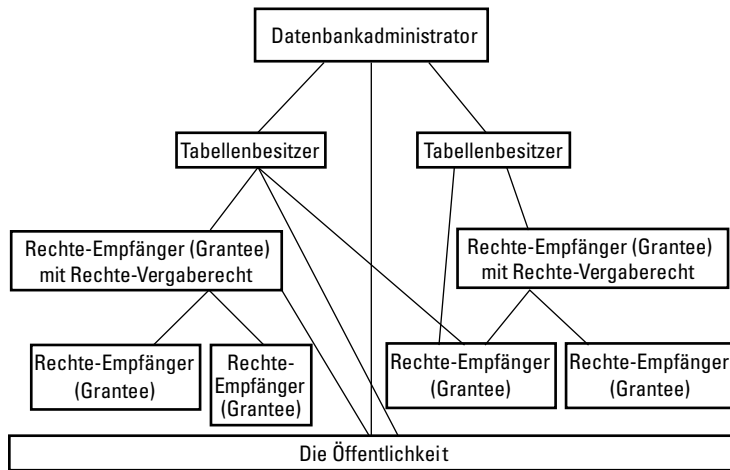 Datenbankadministrator
Tabellenbesitzer
Tabellenbesitzer
Rechte-Empfänger (Grantee)
mit Rechte-Vergaberecht
Rechte-Empfänger (Grantee)
mit Rechte-Vergaberecht
Rechte-Empfänger
(Grantee)
Rechte-
Empfänger
(Grantee)
Rechte-Empfänger
(Grantee)
Rechte-Empfänger
(Grantee)
Die Öffentlichkeit